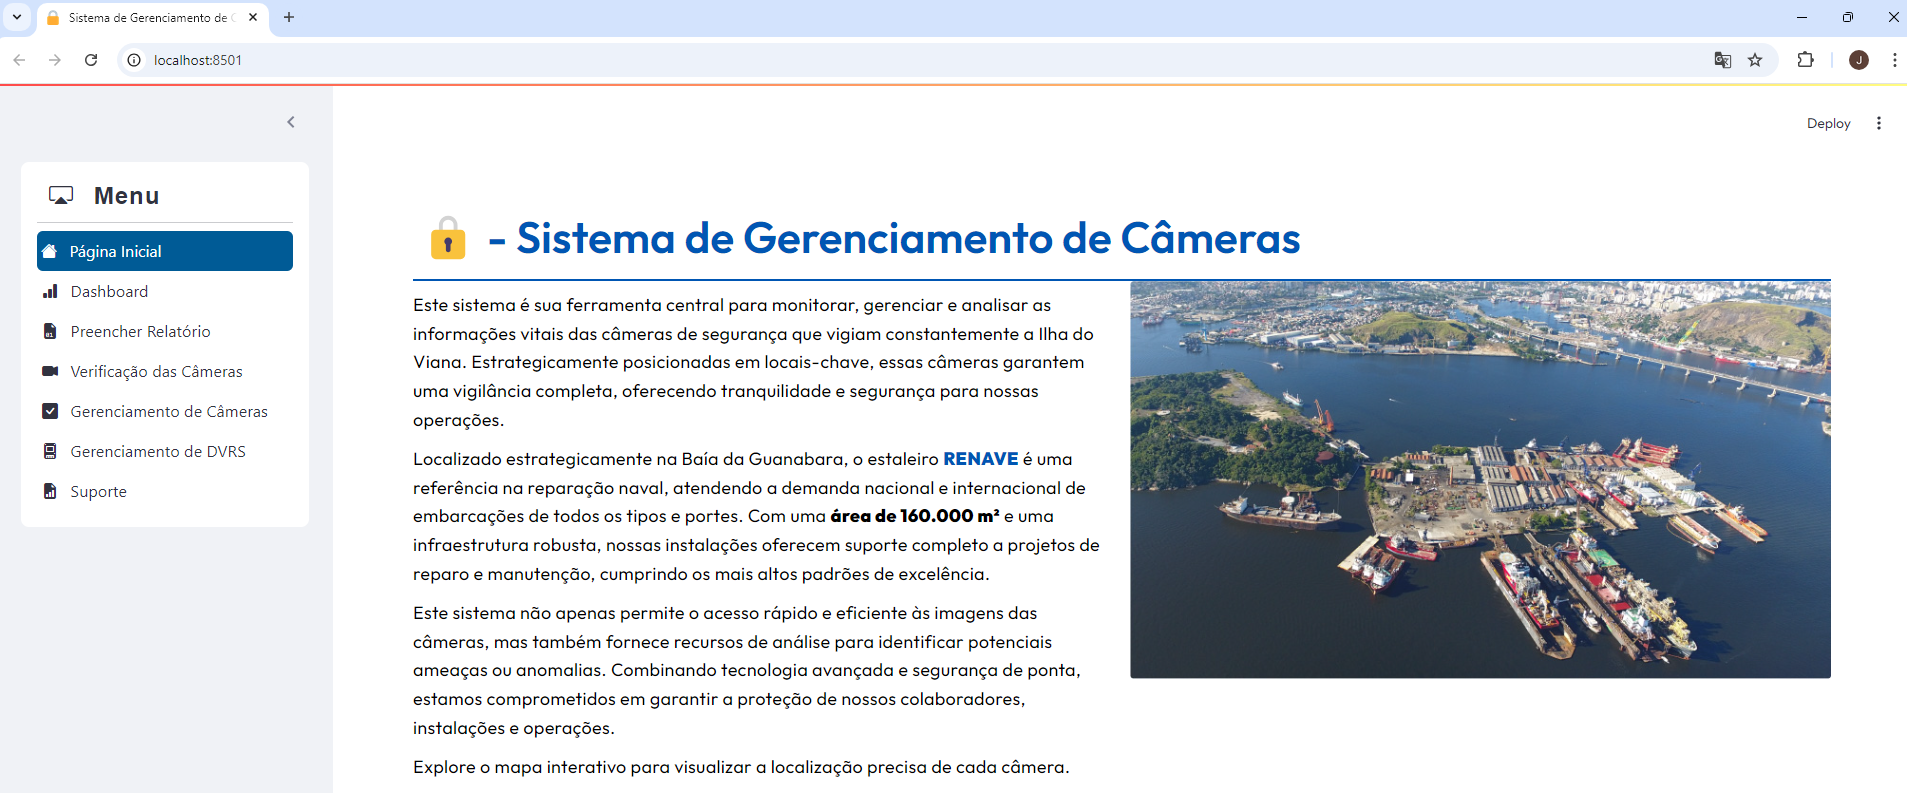 Sistema de Gerenciamento de C
localhost:8501
J
Deploy
Menu
Página Inicial
Dashboard
Preencher Relatório
Verificação das Câmeras
Gerenciamento de Câmeras
Gerenciamento de DVRS
Suporte
- Sistema de Gerenciamento de Câmeras
Este sistema é sua ferramenta central para monitorar, gerenciar e analisar as
informações vitais das câmeras de segurança que vigiam constantemente a Ilha do
Viana. Estrategicamente posicionadas em locais-chave, essas câmeras garantem
uma vigilância completa, oferecendo tranquilidade e segurança para nossas
operações.
Localizado estrategicamente na Baía da Guanabara, o estaleiro RENAVE é uma
referência na reparação naval, atendendo a demanda nacional e internacional de
embarcações de todos os tipos e portes. Com uma área de 160.000 m² e uma
infraestrutura robusta, nossas instalações oferecem suporte completo a projetos de
reparo e manutenção, cumprindo os mais altos padrões de excelência.
Este sistema não apenas permite o acesso rápido e eficiente às imagens das
câmeras, mas também fornece recursos de análise para identificar potenciais
ameaças ou anomalias. Combinando tecnologia avançada e segurança de ponta,
estamos comprometidos em garantir a proteção de nossos colaboradores,
instalações e operações.
Explore o mapa interativo para visualizar a localização precisa de cada câmera.